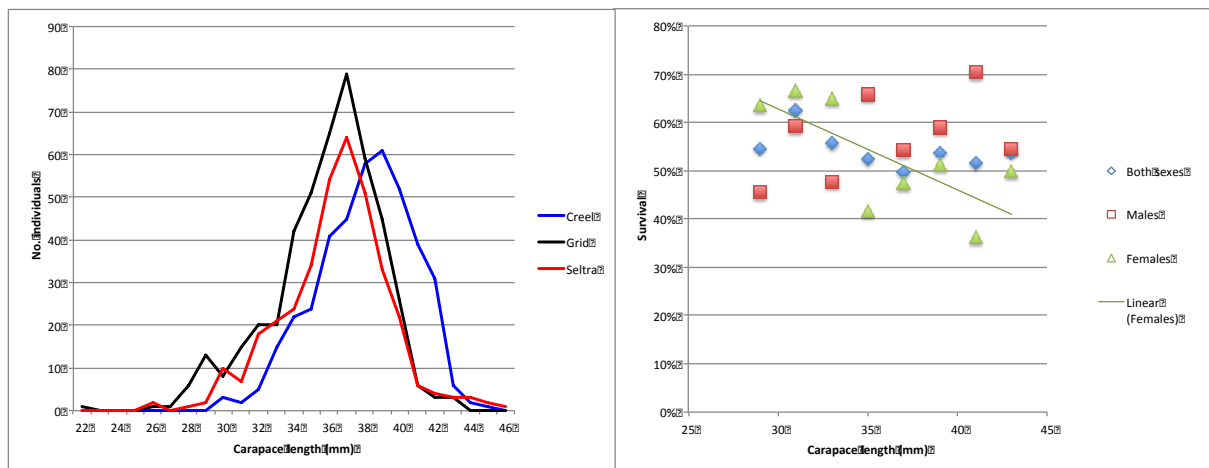 90
80
70
60
50
40
30
20
10
0
No. Individuals
22 24 26 28 30 32 34 36 38 40 42 44 46
Carapace length (mm)
Creel
Grid
Seltra
80%
70%
60%
50%
40%
30%
20%
10%
0%
Survival
25 30 35 40 45
Carapace length (mm)
Both sexes
Males
Females
Linear
(Females)